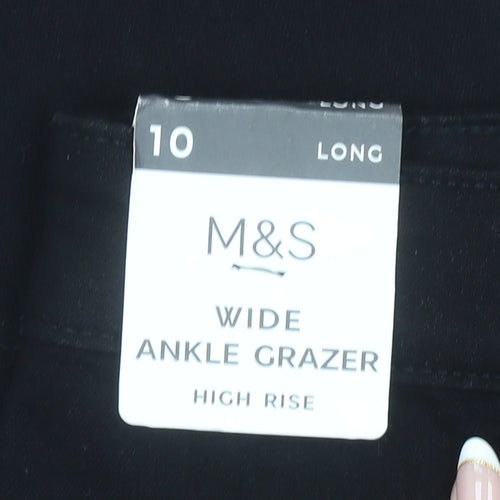 10 LONG
M&S
WIDE
ANKLE GRAZER
HIGH RISE